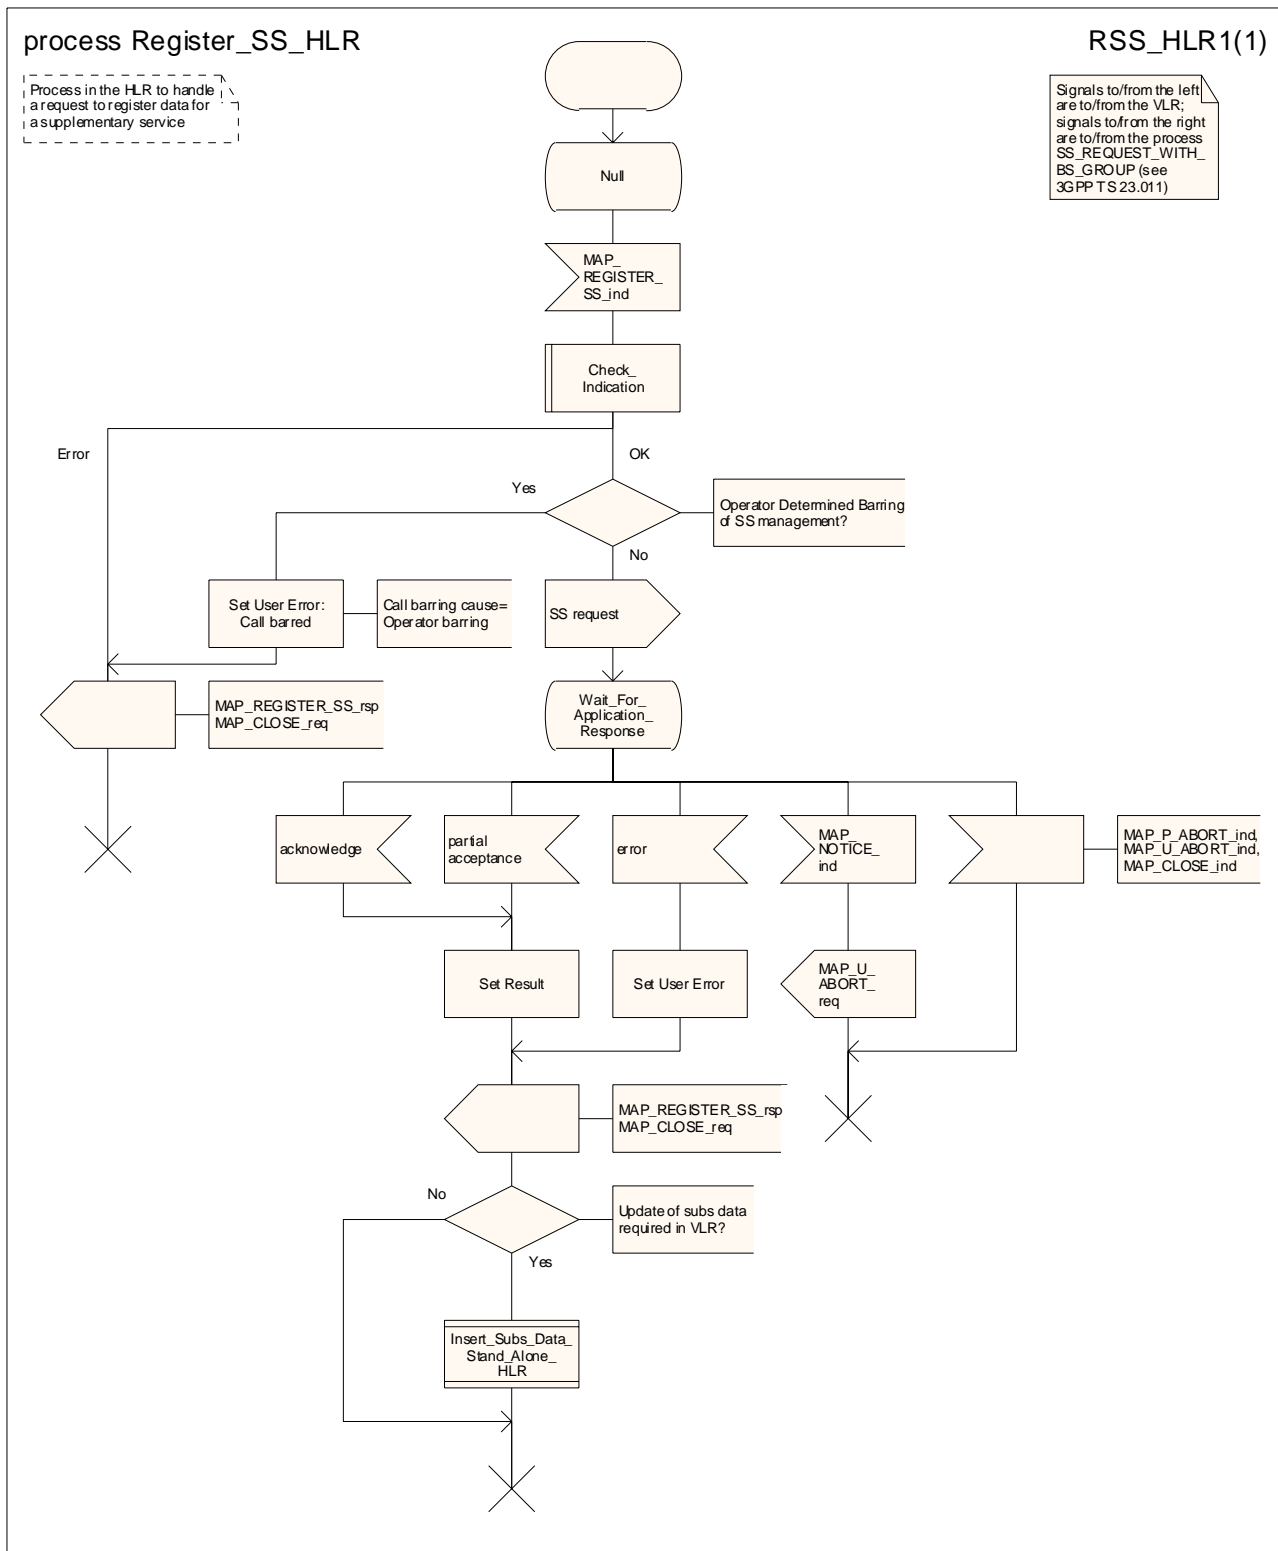 process Register_SS_HLR
RSS_HLR1(1)
Process in the HLR to handle
a request to register data for
a supplementary service
Signals to/from the left
are to/from the VLR;
signals to/from the right
are to/from the process
SS_REQUEST_WITH_
BS_GROUP (see
3GPP TS 23.011)
Null
MAP_
REGISTER_
SS_ind
Check_
Indication
Error
OK
Yes
Operator Determined Barring
of SS management?
No
Set User Error:
Call barred
Call barring cause=
Operator barring
SS request
MAP_REGISTER_SS_rsp
MAP_CLOSE_req
Wait_For_
Application_
Response
acknowledge
partial
acceptance
error
MAP_
NOTICE_
ind
MAP_P_ABORT_ind,
MAP_U_ABORT_ind,
MAP_CLOSE_ind
Set Result
Set User Error
MAP_U_
ABORT_
req
MAP_REGISTER_SS_rsp
MAP_CLOSE_req
No
Update of subs data
required in VLR?
Yes
Insert_Subs_Data_
Stand_Alone_
HLR